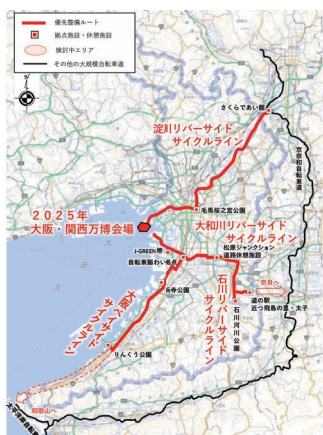 優先整備ルート
拠点施設・休憩施設
検討中エリア
その他の大規模自転車道
さくらであい館
淀川リバーサイド
サイクルライン
京奈和自転車道
毛馬桜之宮公園
2025年
大阪・関西万博会場
大和川リバーサイド
サイクルライン
J-GREEN堺
自転車賑わい拠点
松原ジャンクション
道路休憩施設
浜寺公園
石川リバーサイド
サイクルライン
石川河川公園
奈良へ
道の駅
近つ飛鳥の里・太子
大阪ベイサイド
サイクルライン
りんくう公園
和歌山へ
太平洋岸自転車道